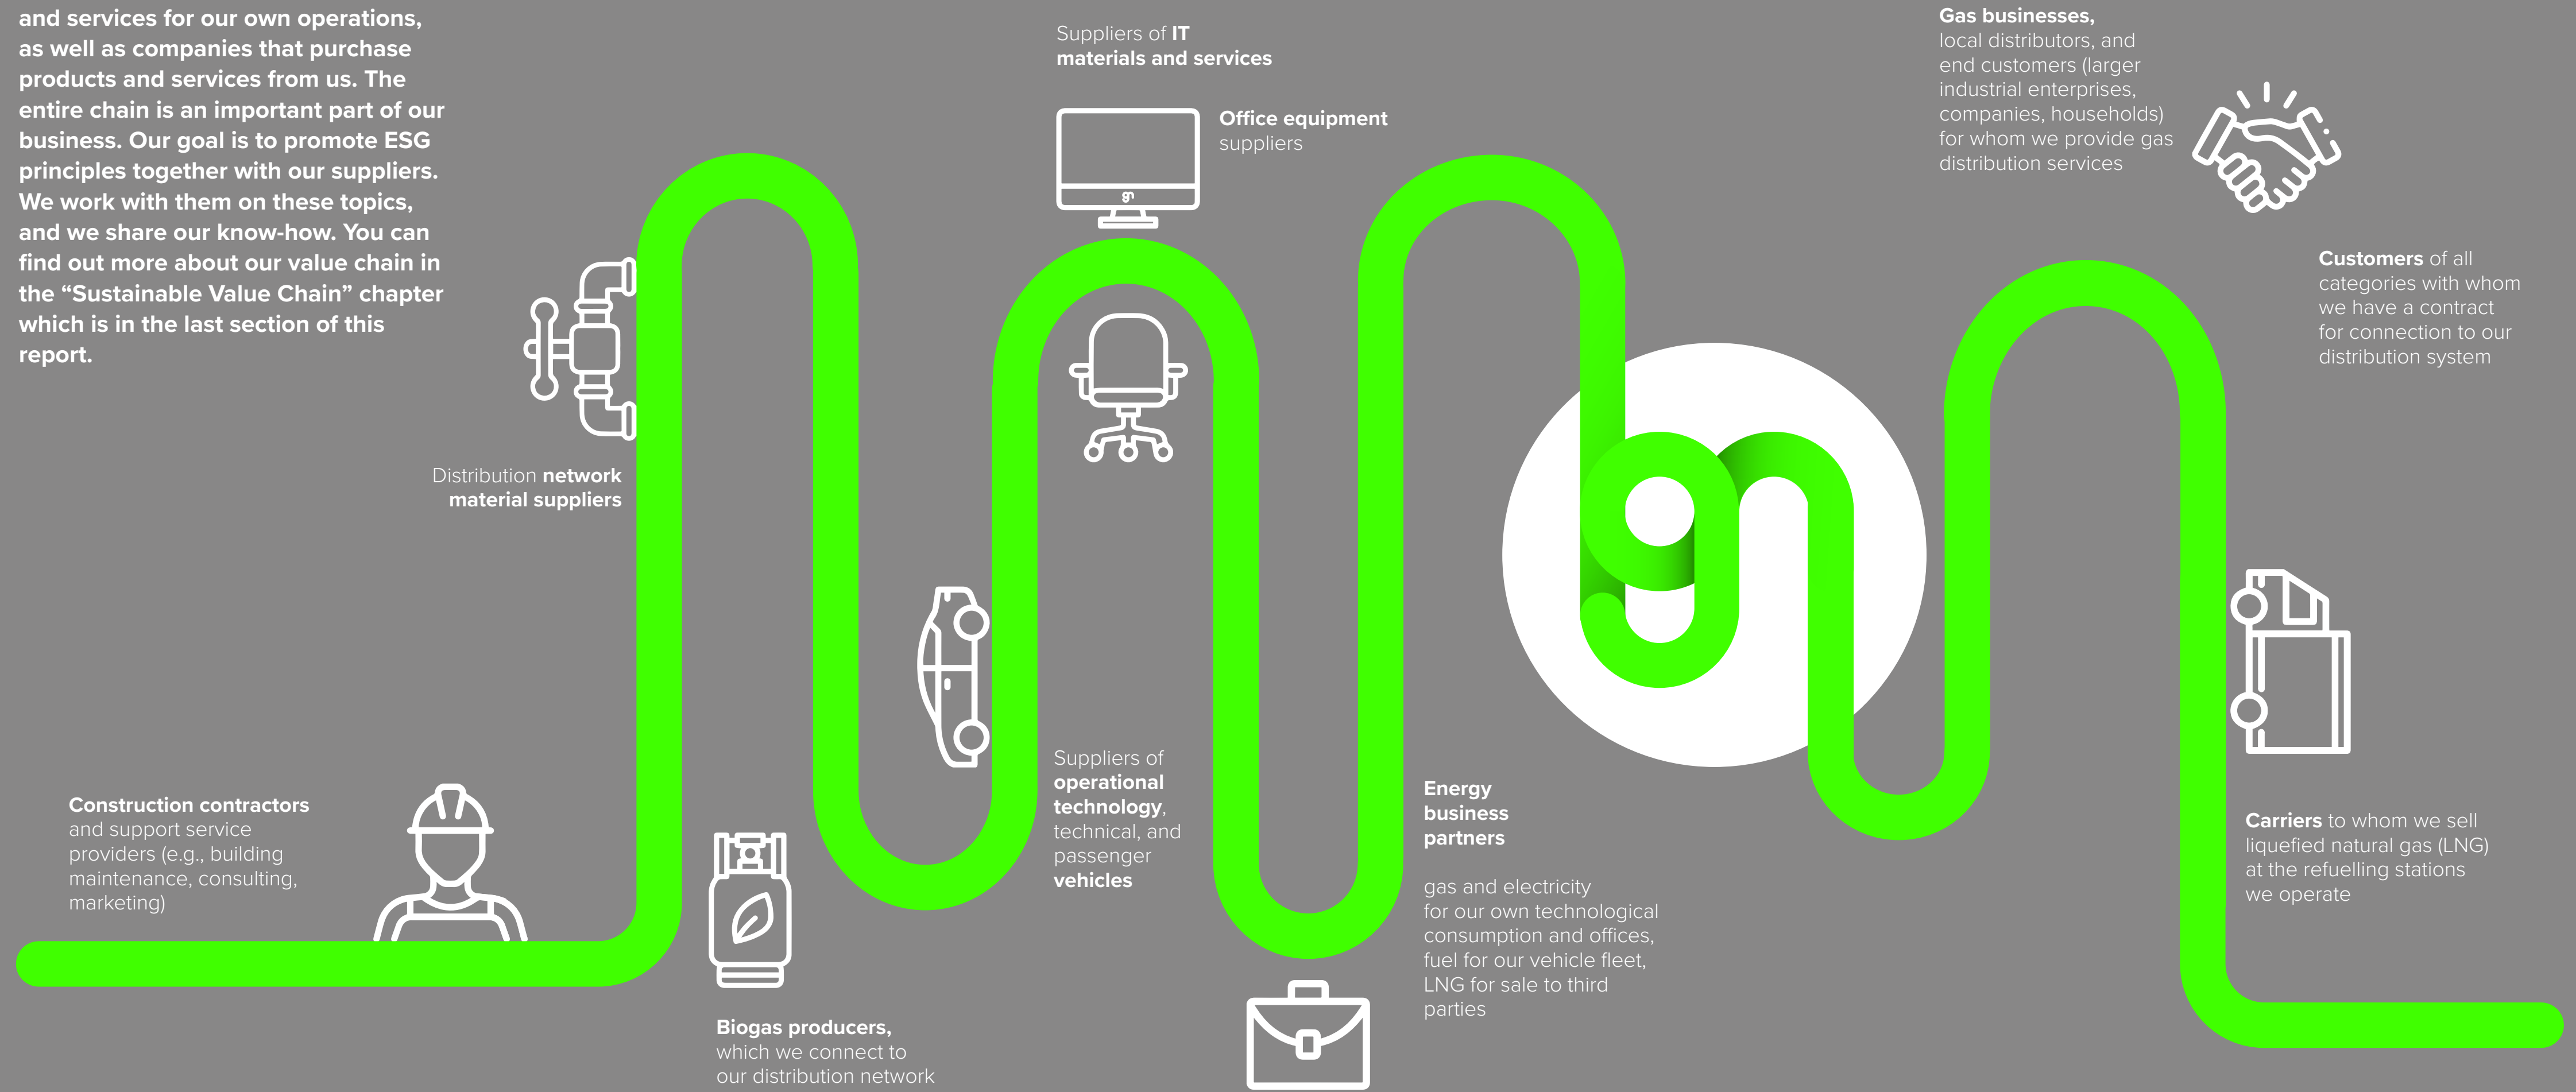 and services for our own operations,
as well as companies that purchase
products and services from us. The
entire chain is an important part of our
business. Our goal is to promote ESG
principles together with our suppliers.
We work with them on these topics,
and we share our know-how. You can
find out more about our value chain in
the “Sustainable Value Chain” chapter
which is in the last section of this
report.
Construction contractors
and support service
providers (e.g., building
maintenance, consulting,
marketing)
Distribution network
material suppliers
Biogas producers,
which we connect to
our distribution network
Suppliers of operational
technology,
technical, and
passenger
vehicles
Suppliers of IT
materials and services
Office equipment
suppliers
gn
Energy
business
partners
gas and electricity
for our own technological
consumption and offices,
fuel for our vehicle fleet,
LNG for sale to third
parties
gn
Gas businesses,
local distributors, and
end customers (larger
industrial enterprises,
companies, households)
for whom we provide gas
distribution services
Customers of all
categories with whom
we have a contract
for connection to our
distribution system
Carriers to whom we sell
liquefied natural gas (LNG)
at the refuelling stations
we operate